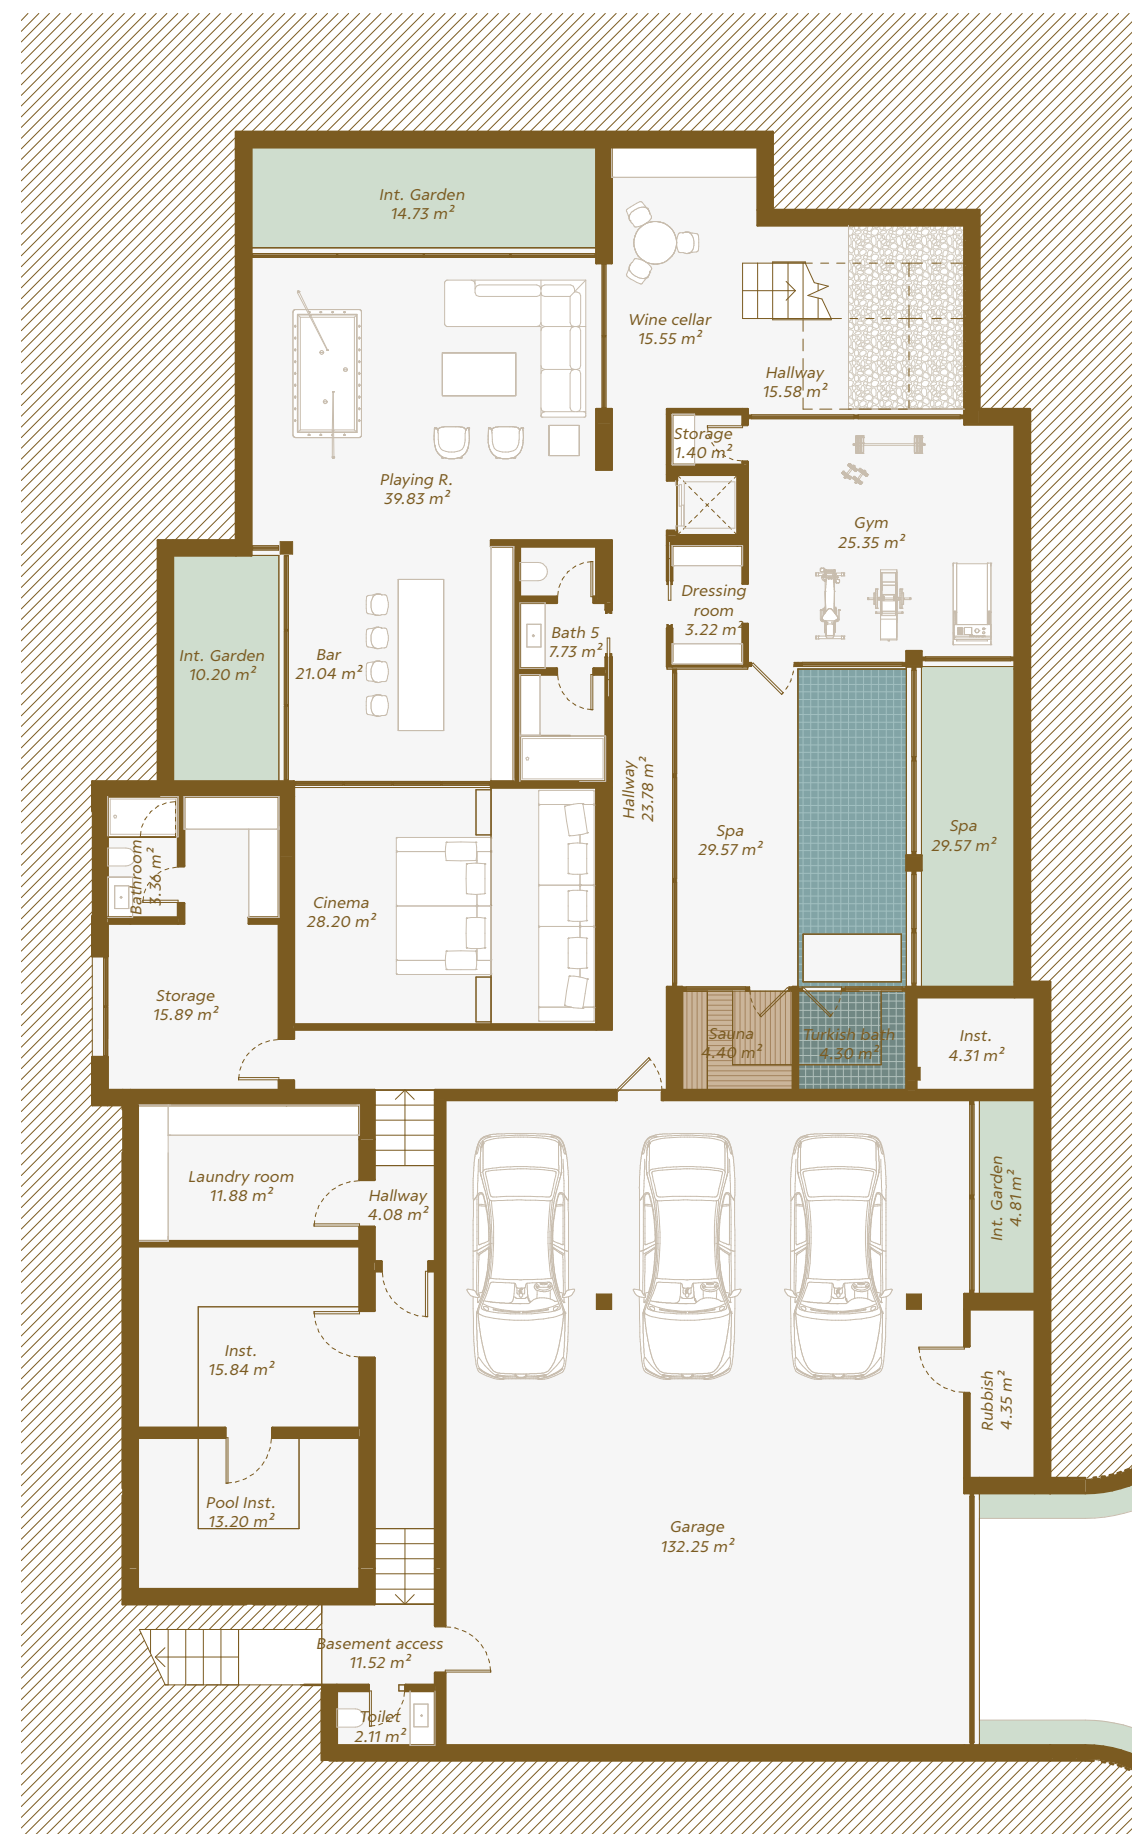 Int. Garden
14.73 m²
Wine cellar
15.55 m²
Hallway
15.58 m²
Storage
1.40 m²
Playing R.
39.83 m²
Gym
25.35 m²
Dressing
room
3.22 m²
Bath 5
7.73 m²
Int. Garden
10.20 m²
Bar
21.04 m²
Hallway
23.78 m²
Spa
29.57 m²
Spa
29.57 m²
Bathroom
3.36 m²
Cinema
28.20 m²
Storage
15.89 m²
Sauna
4.40 m²
Turkish bath
4.30 m²
Inst.
4.31 m²
Laundry room
11.88 m²
Hallway
4.08 m²
Int. Garden
4.81 m²
Inst.
15.84 m²
Rubbish
4.35 m²
Pool Inst.
13.20 m²
Garage
132.25 m²
Basement access
11.52 m²
Toilet
2.11 m²